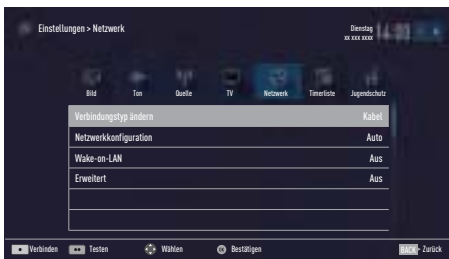 Einstellungen > Netzwerk
Dienstag
xx xxx xxxx
Bild Ton Quelle TV Netzwerk Timerliste Jugendschutz
Verbindungstyp ändern Kabel
Netzwerkkonfiguration Auto
Wake-on-LAN Aus
Erweitert Aus
Verbinden Testen Wählen OK Bestätigen BACK Zurück